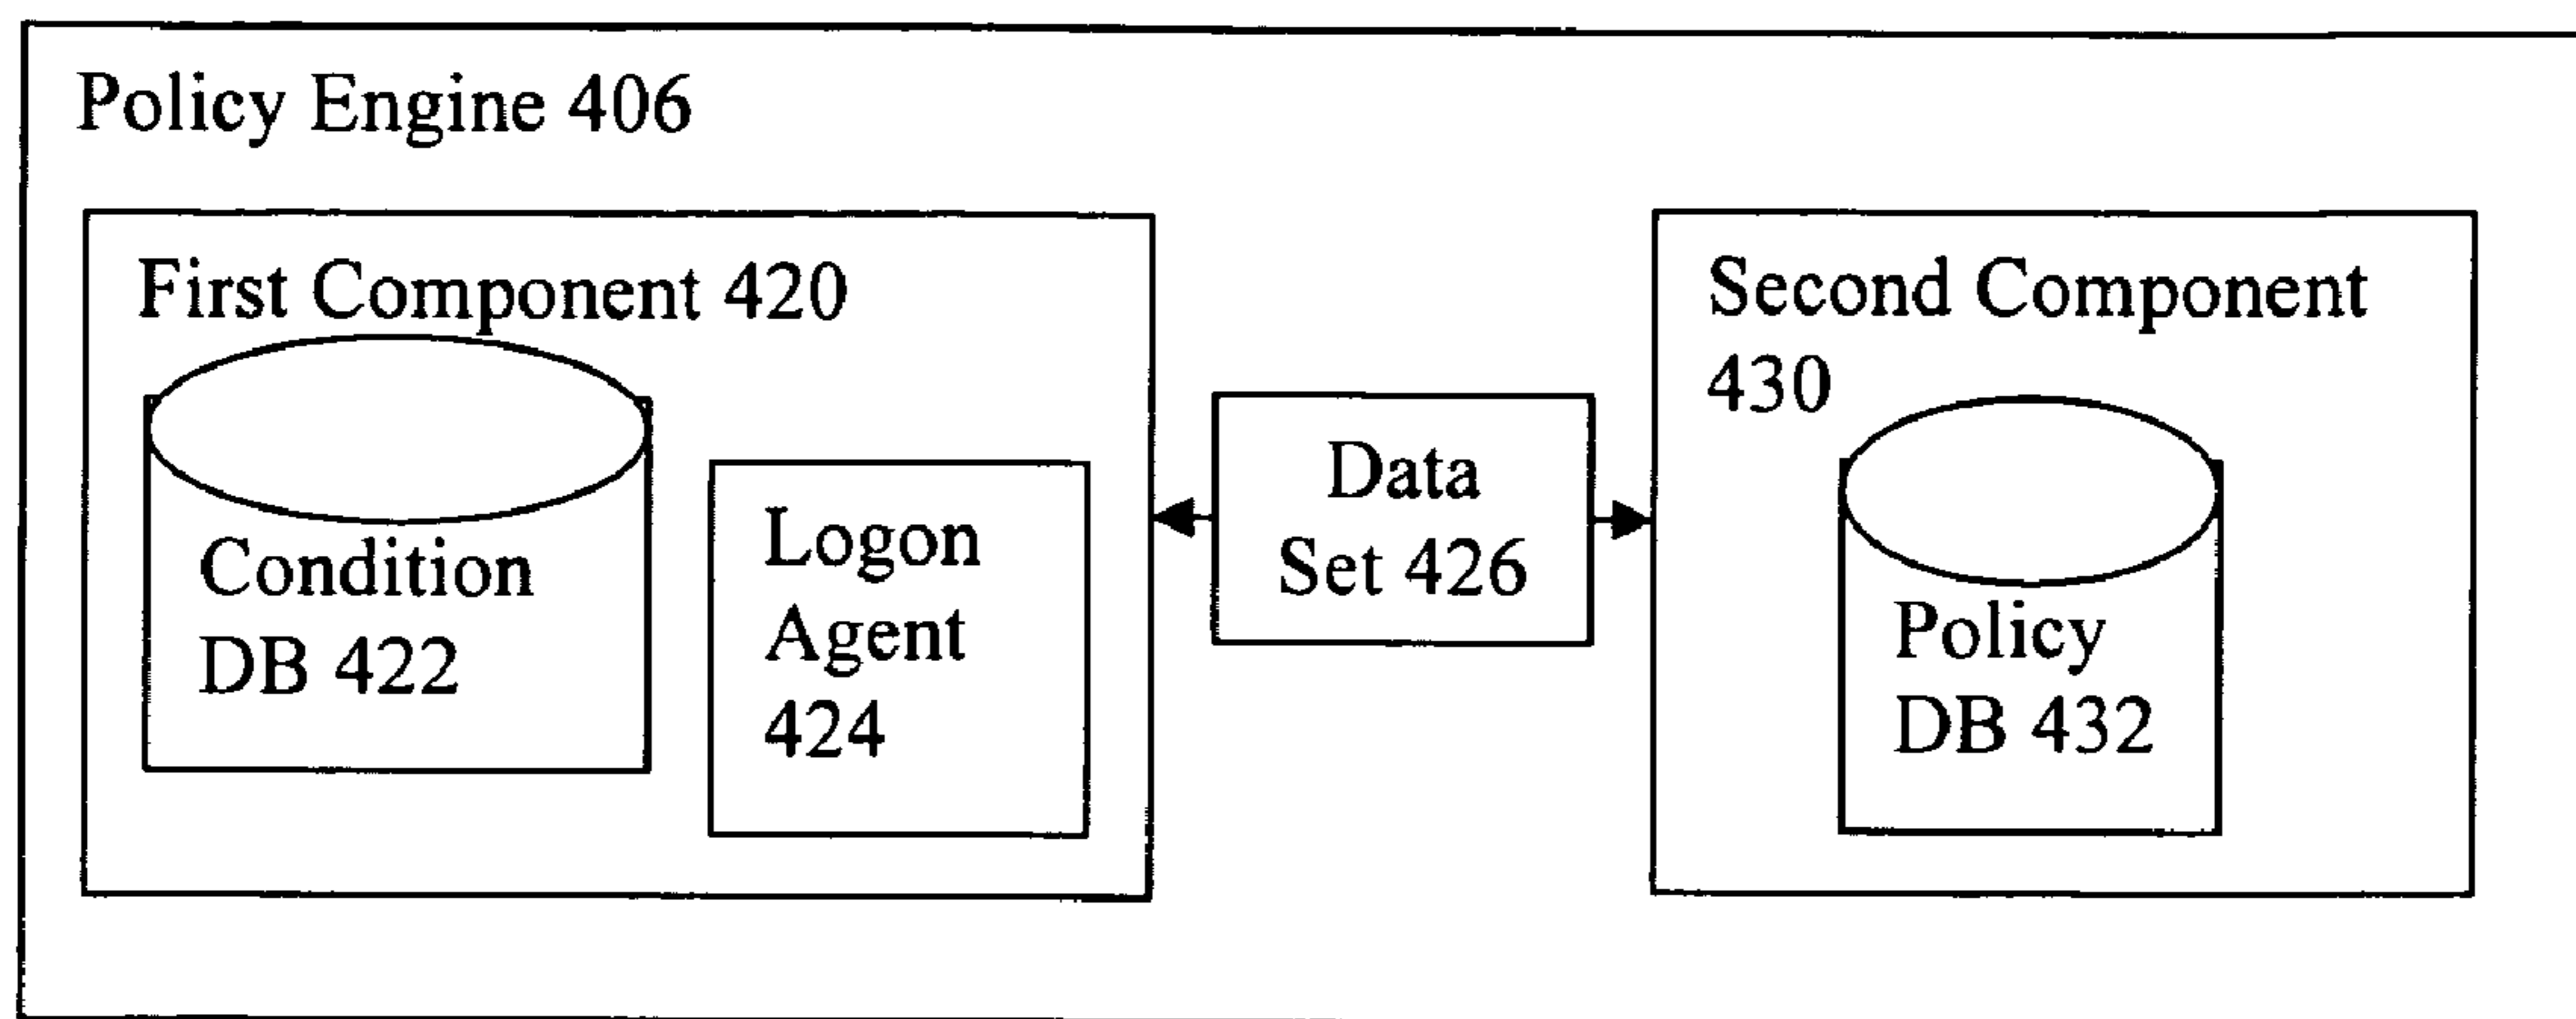 Policy Engine 406
First Component 420
Condition
DB 422
Logon
Agent
424
Data
Set 426
Second Component
430
Policy
DB 432